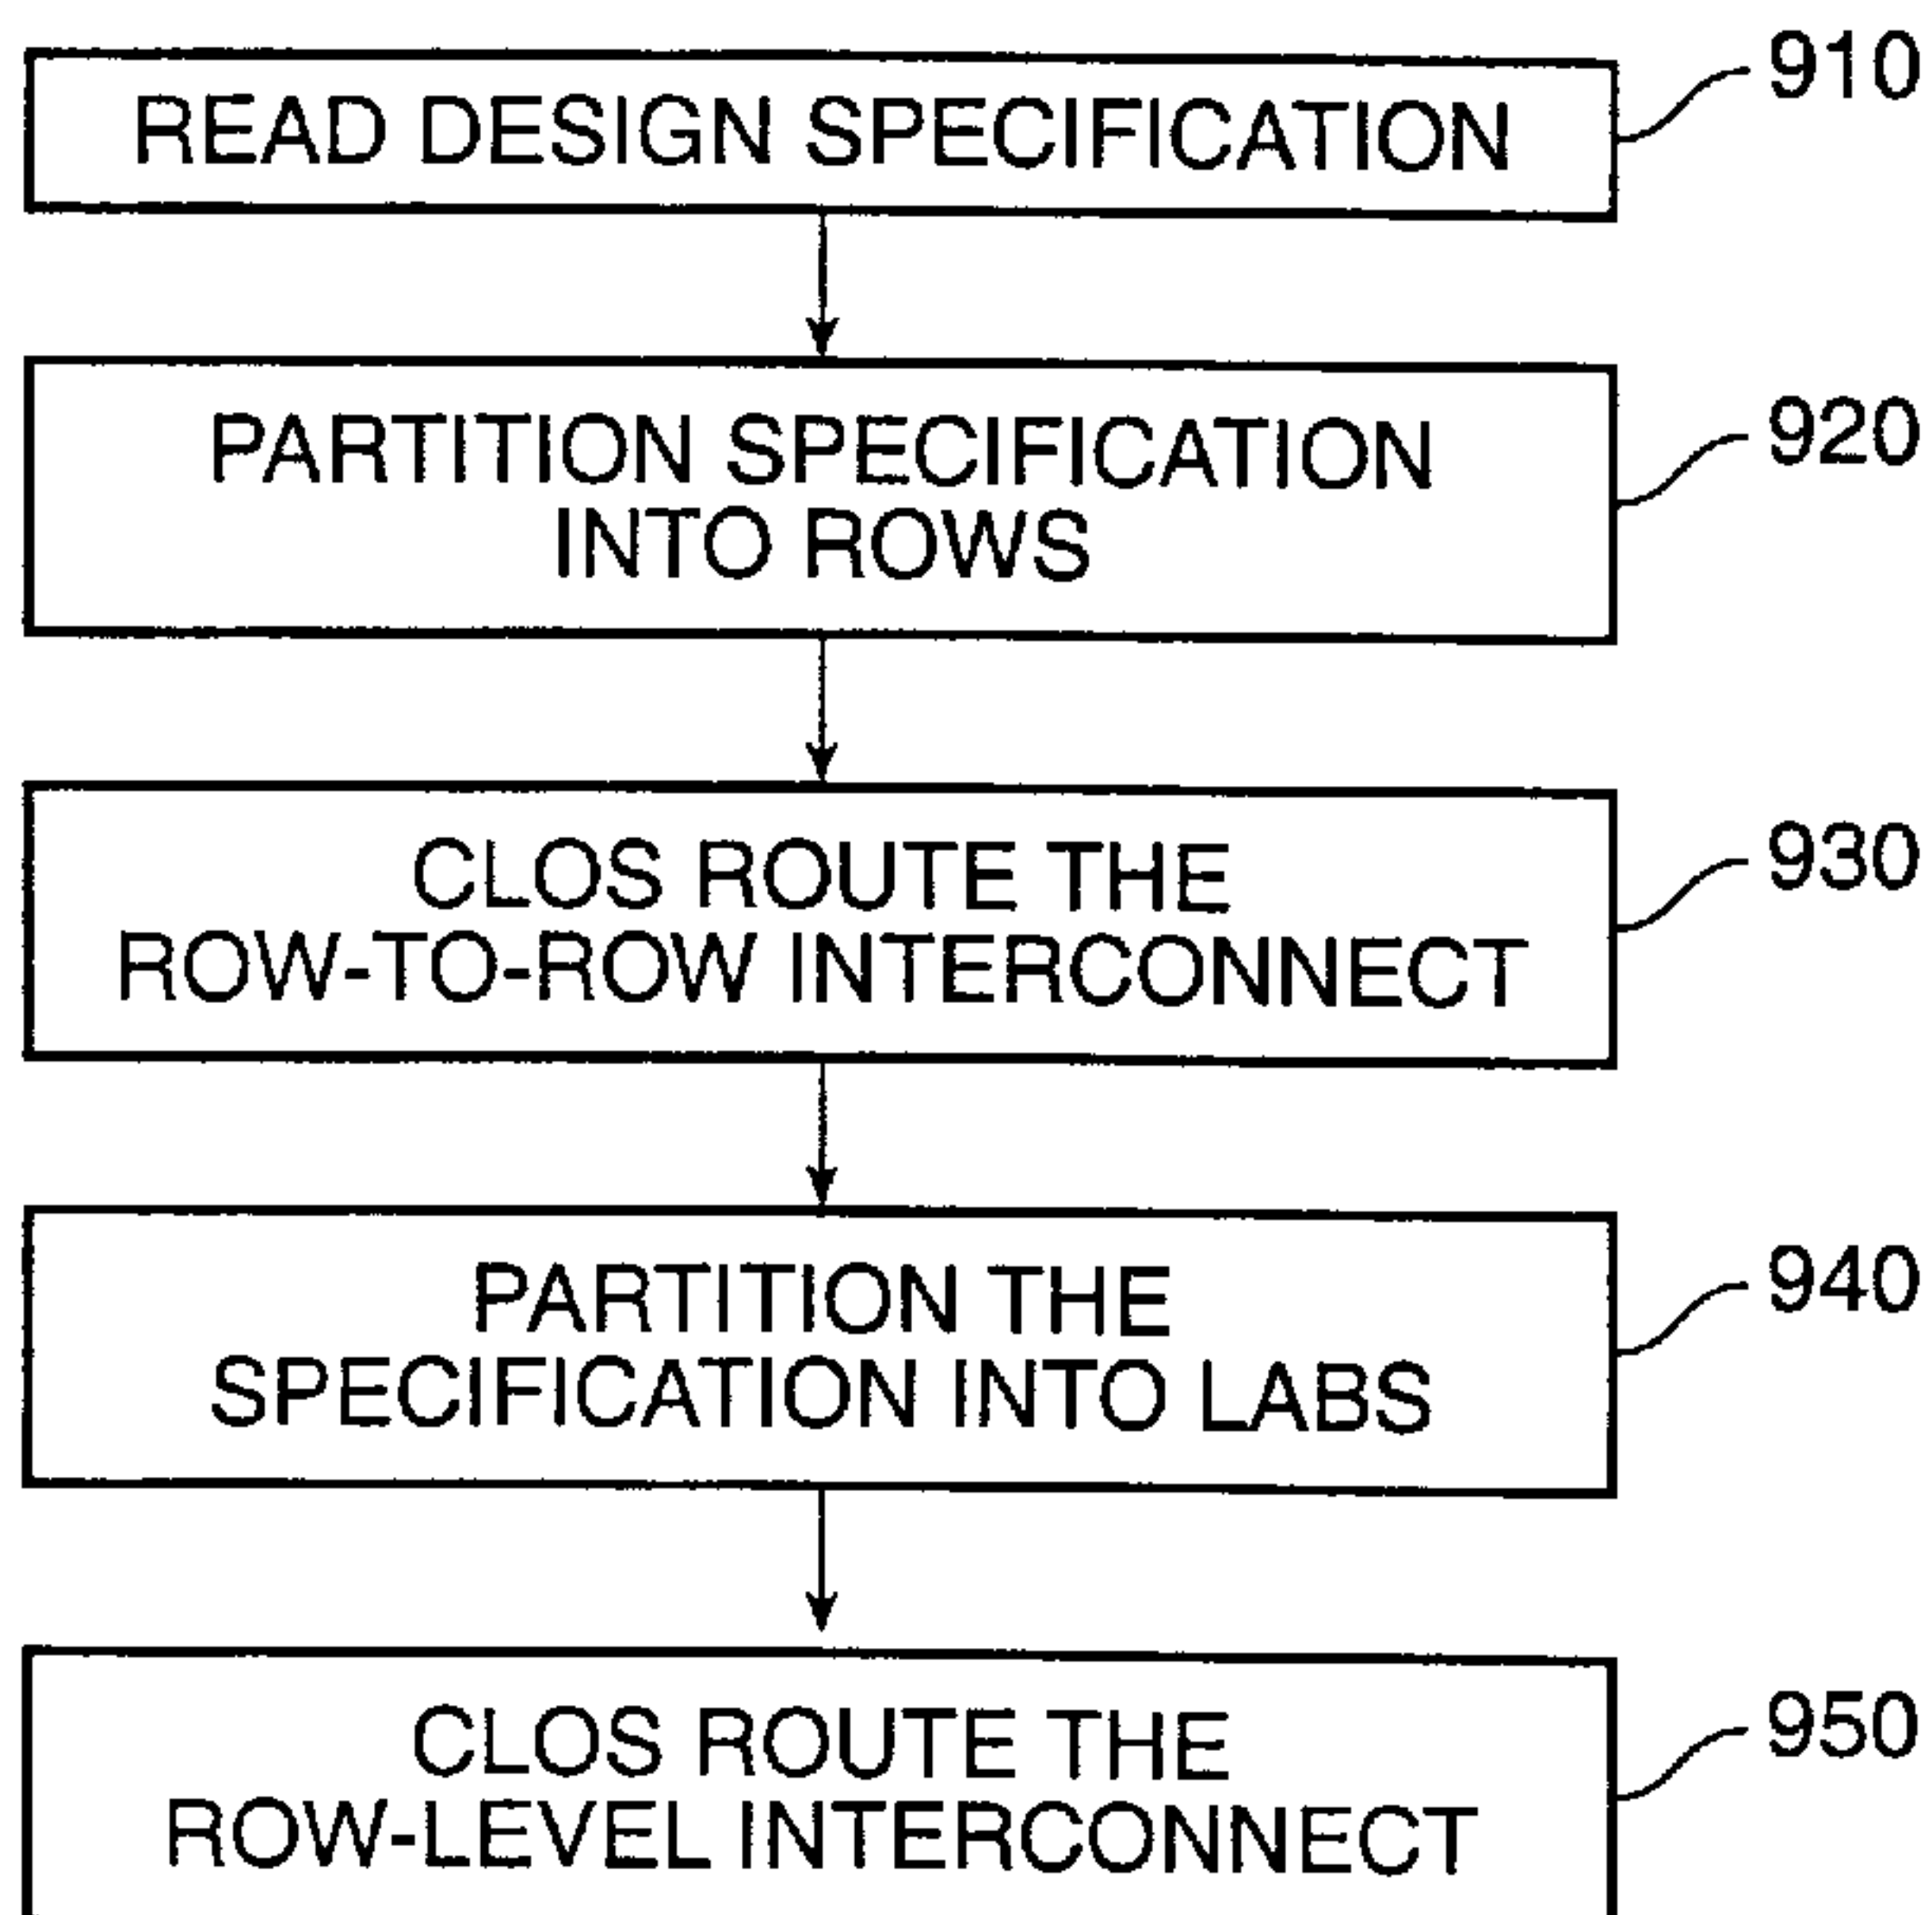 READ DESIGN SPECIFICATION
910
PARTITION SPECIFICATION
INTO ROWS
920
CLOS ROUTE THE
ROW-TO-ROW INTERCONNECT
930
PARTITION THE
SPECIFICATION INTO LABS
940
CLOS ROUTE THE
ROW-LEVEL INTERCONNECT
950